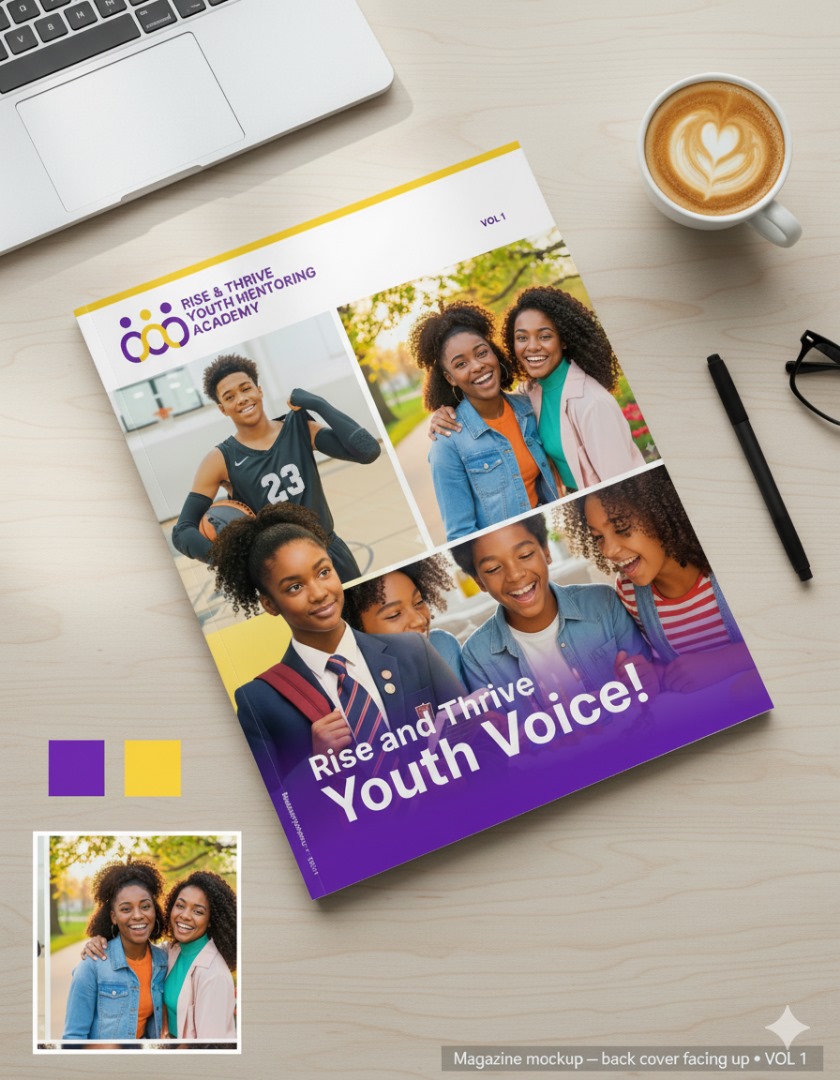 VOL 1
RISE & THRIVE
YOUTH MENTORING
ACADEMY
23
Rise and Thrive
Youth Voice!
Magazine mockup — back cover facing up • VOL 1